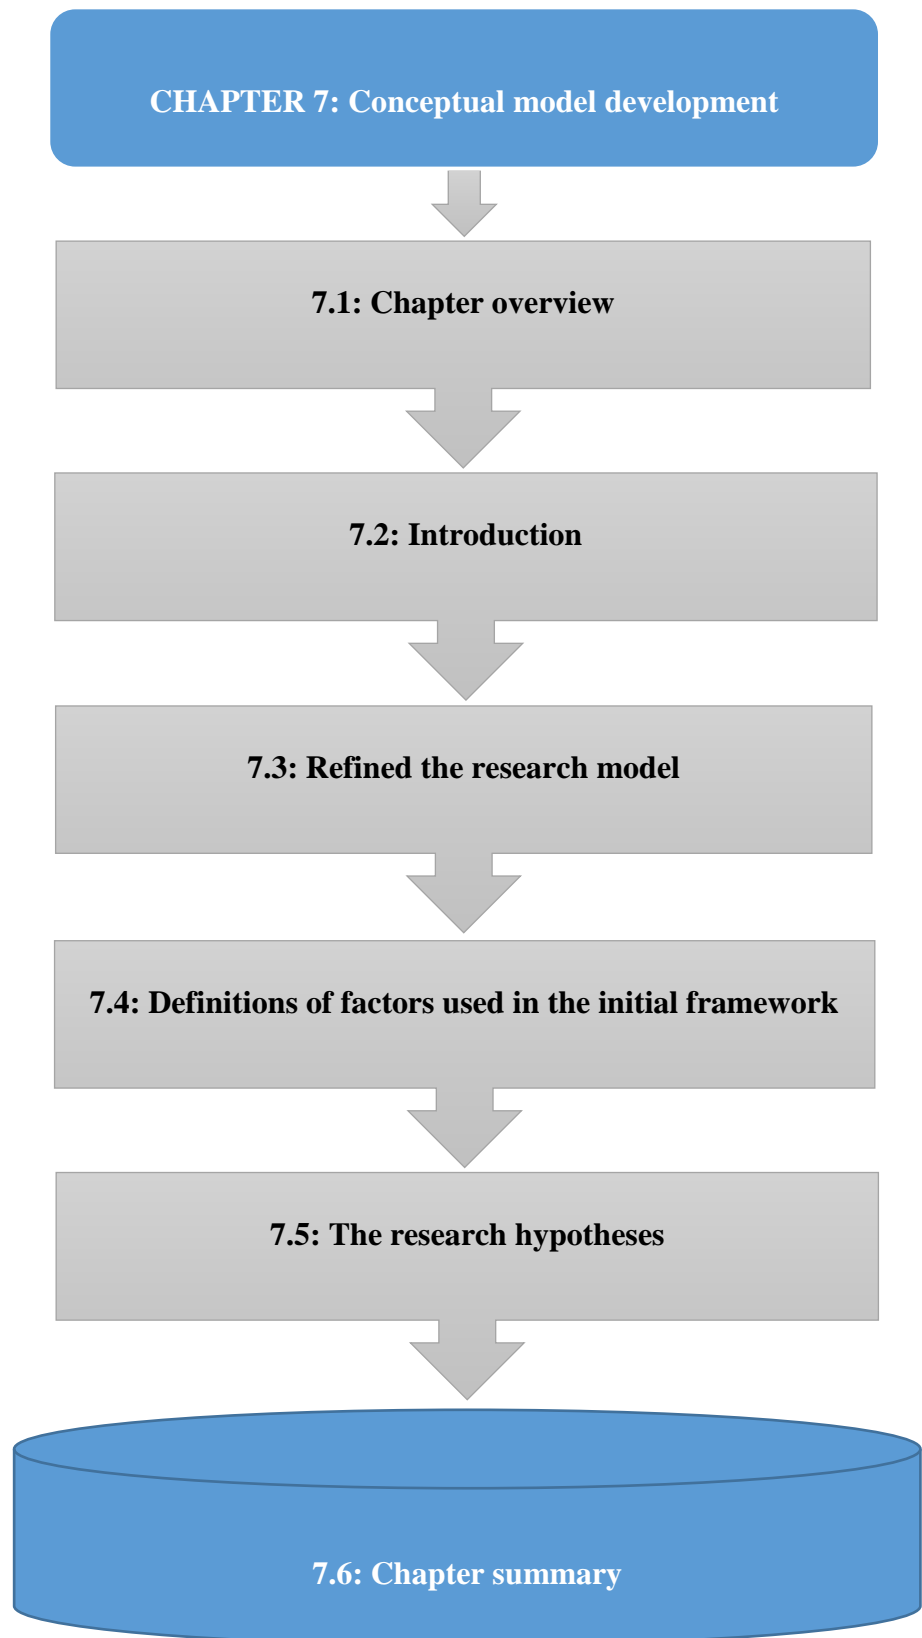 CHAPTER 7: Conceptual model development
7.1: Chapter overview
7.2: Introduction
7.3: Refined the research model
7.4: Definitions of factors used in the initial framework
7.5: The research hypotheses
7.6: Chapter summary